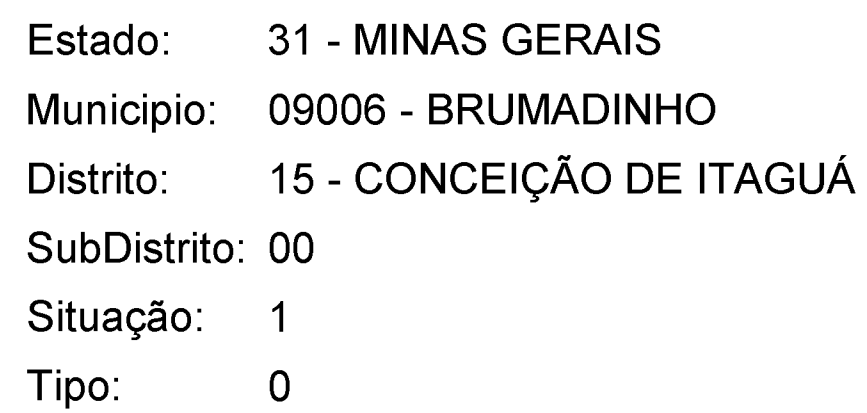 Estado: 31 - MINAS GERAIS
Municipio: 09006 - BRUMADINHO
Distrito: 15 - CONCEIÇÃO DE ITAGUÁ
SubDistrito: 00
Situação: 1
Tipo: 0